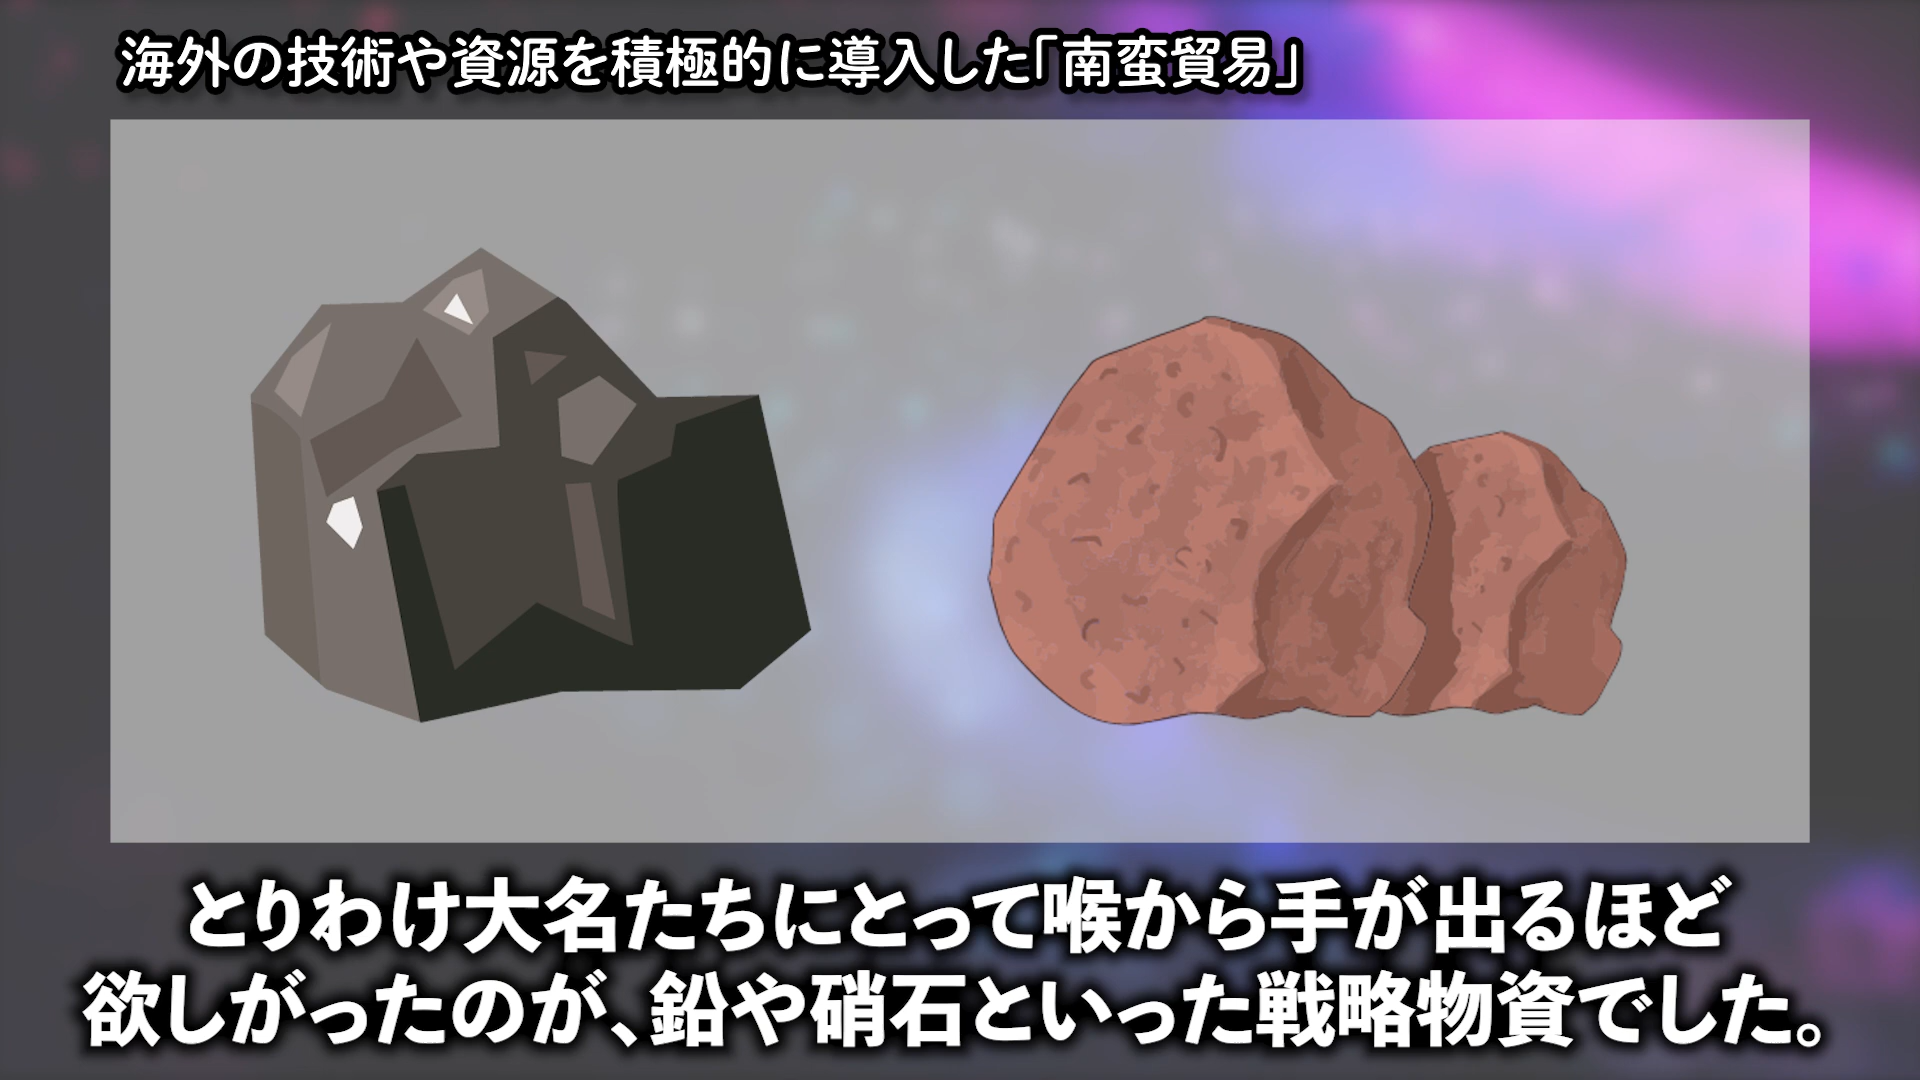 海外の技術や資源を積極的に導入した「南蛮貿易」
とりわけ大名たちにとって喉から手が出るほど
欲しがったのが、鉛や硝石といった戦略物資でした。